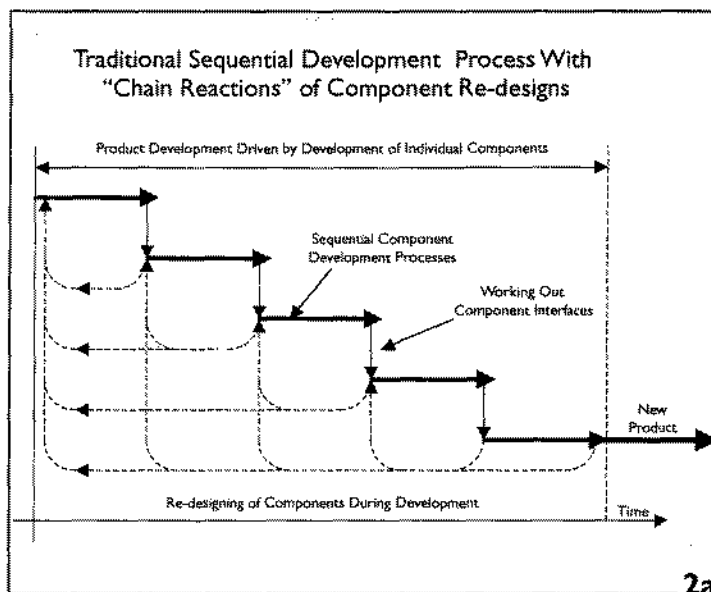 Traditional Sequential Development Process With
“Chain Reactions” of Component Re-designs
Product Development Driven by Development of Individual Components
Sequential Component
Development Processes
Working Out
Component Interfaces
New
Product
Re-designing of Components During Development
Time
2a